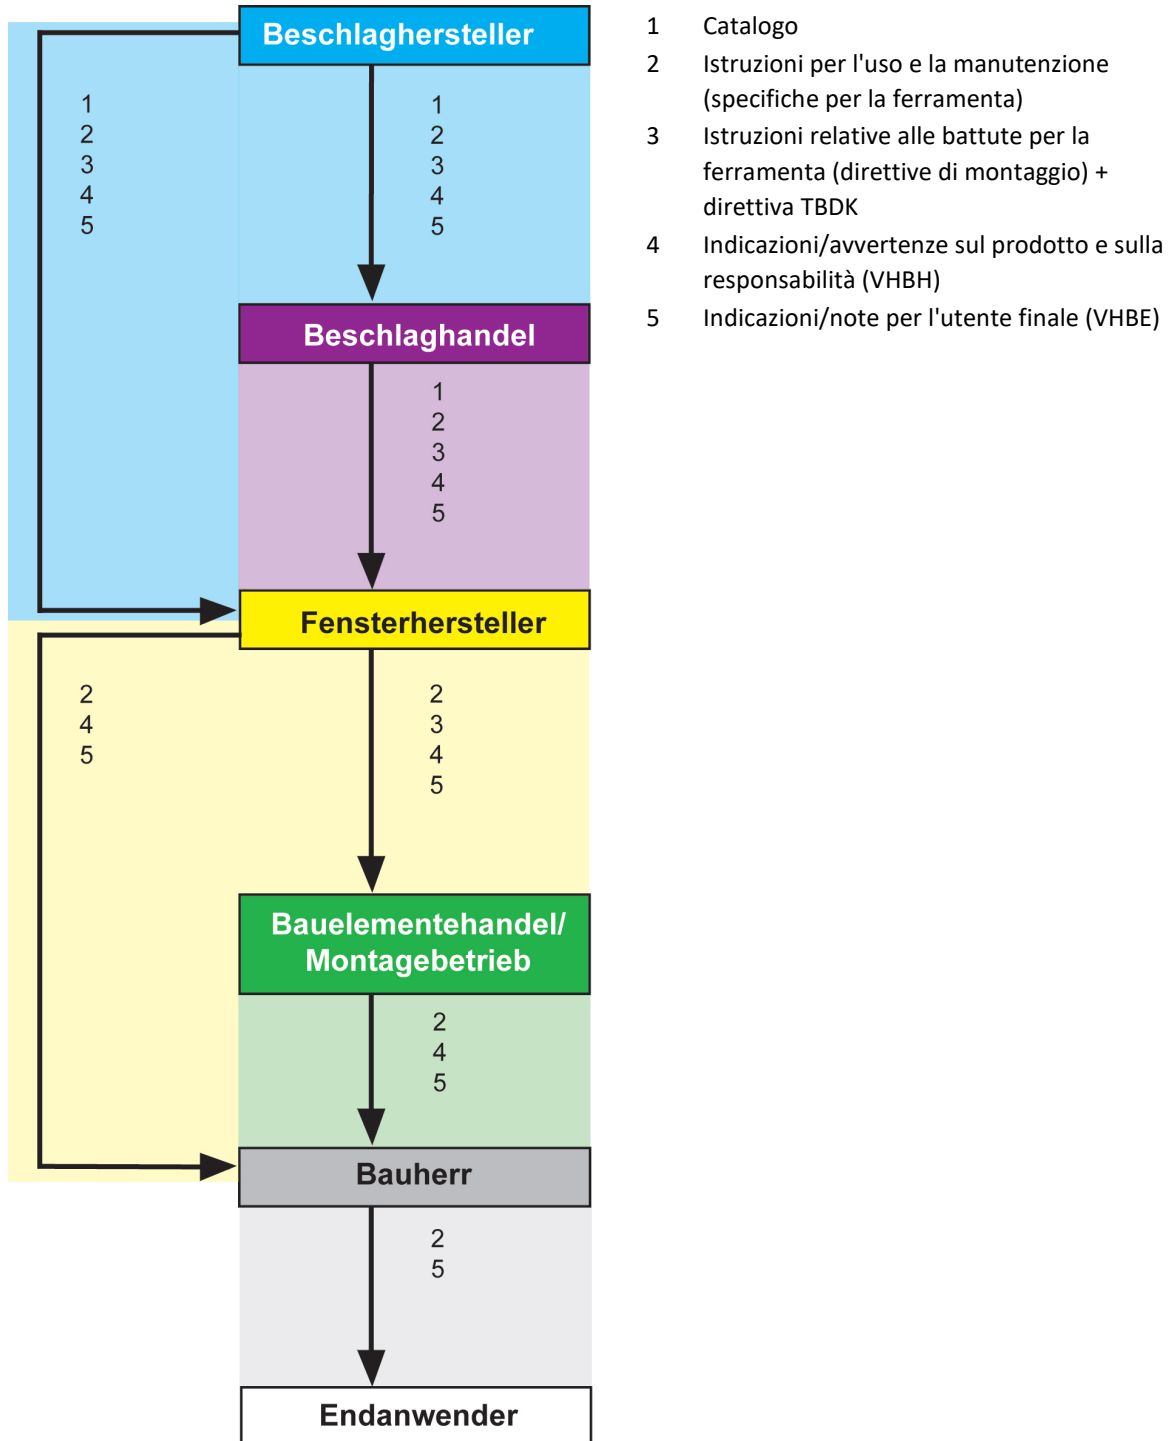 Beschlaghersteller
1
2
3
4
5
1
2
3
4
5
Beschlaghandel
1
2
3
4
5
Fensterhersteller
2
4
5
2
3
4
5
Bauelementehandel/
Montagebetrieb
2
4
5
Bauherr
2
5
Endanwender
1 Catalogo
2 Istruzioni per l'uso e la manutenzione
(specifiche per la ferramenta)
3 Istruzioni relative alle battute per la
ferramenta (direttive di montaggio) +
direttiva TBDK
4 Indicazioni/avvertenze sul prodotto e sulla
responsabilità (VHBH)
5 Indicazioni/note per l'utente finale (VHBE)